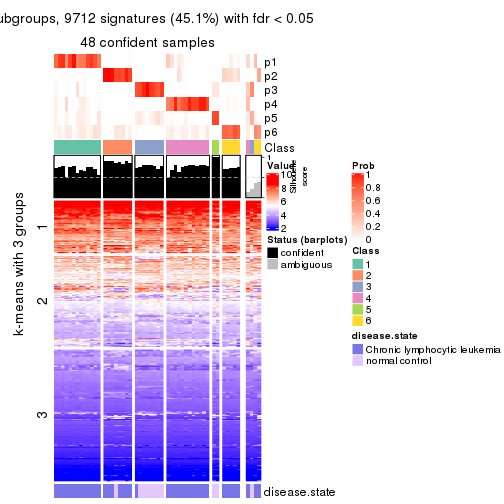 ubgroups, 9712 signatures (45.1%) with fdr < 0.05
48 confident samples
p1
p2
p3
p4
p5
p6
Class
1
Silhouette
score
k-means with 3 groups
1
2
3
disease.state
Value
10
8
6
4
2
Status (barplots)
confident
ambiguous
Prob
1
0.8
0.6
0.4
0.2
0
Class
1
2
3
4
5
6
disease.state
Chronic lymphocytic leukemia
normal control